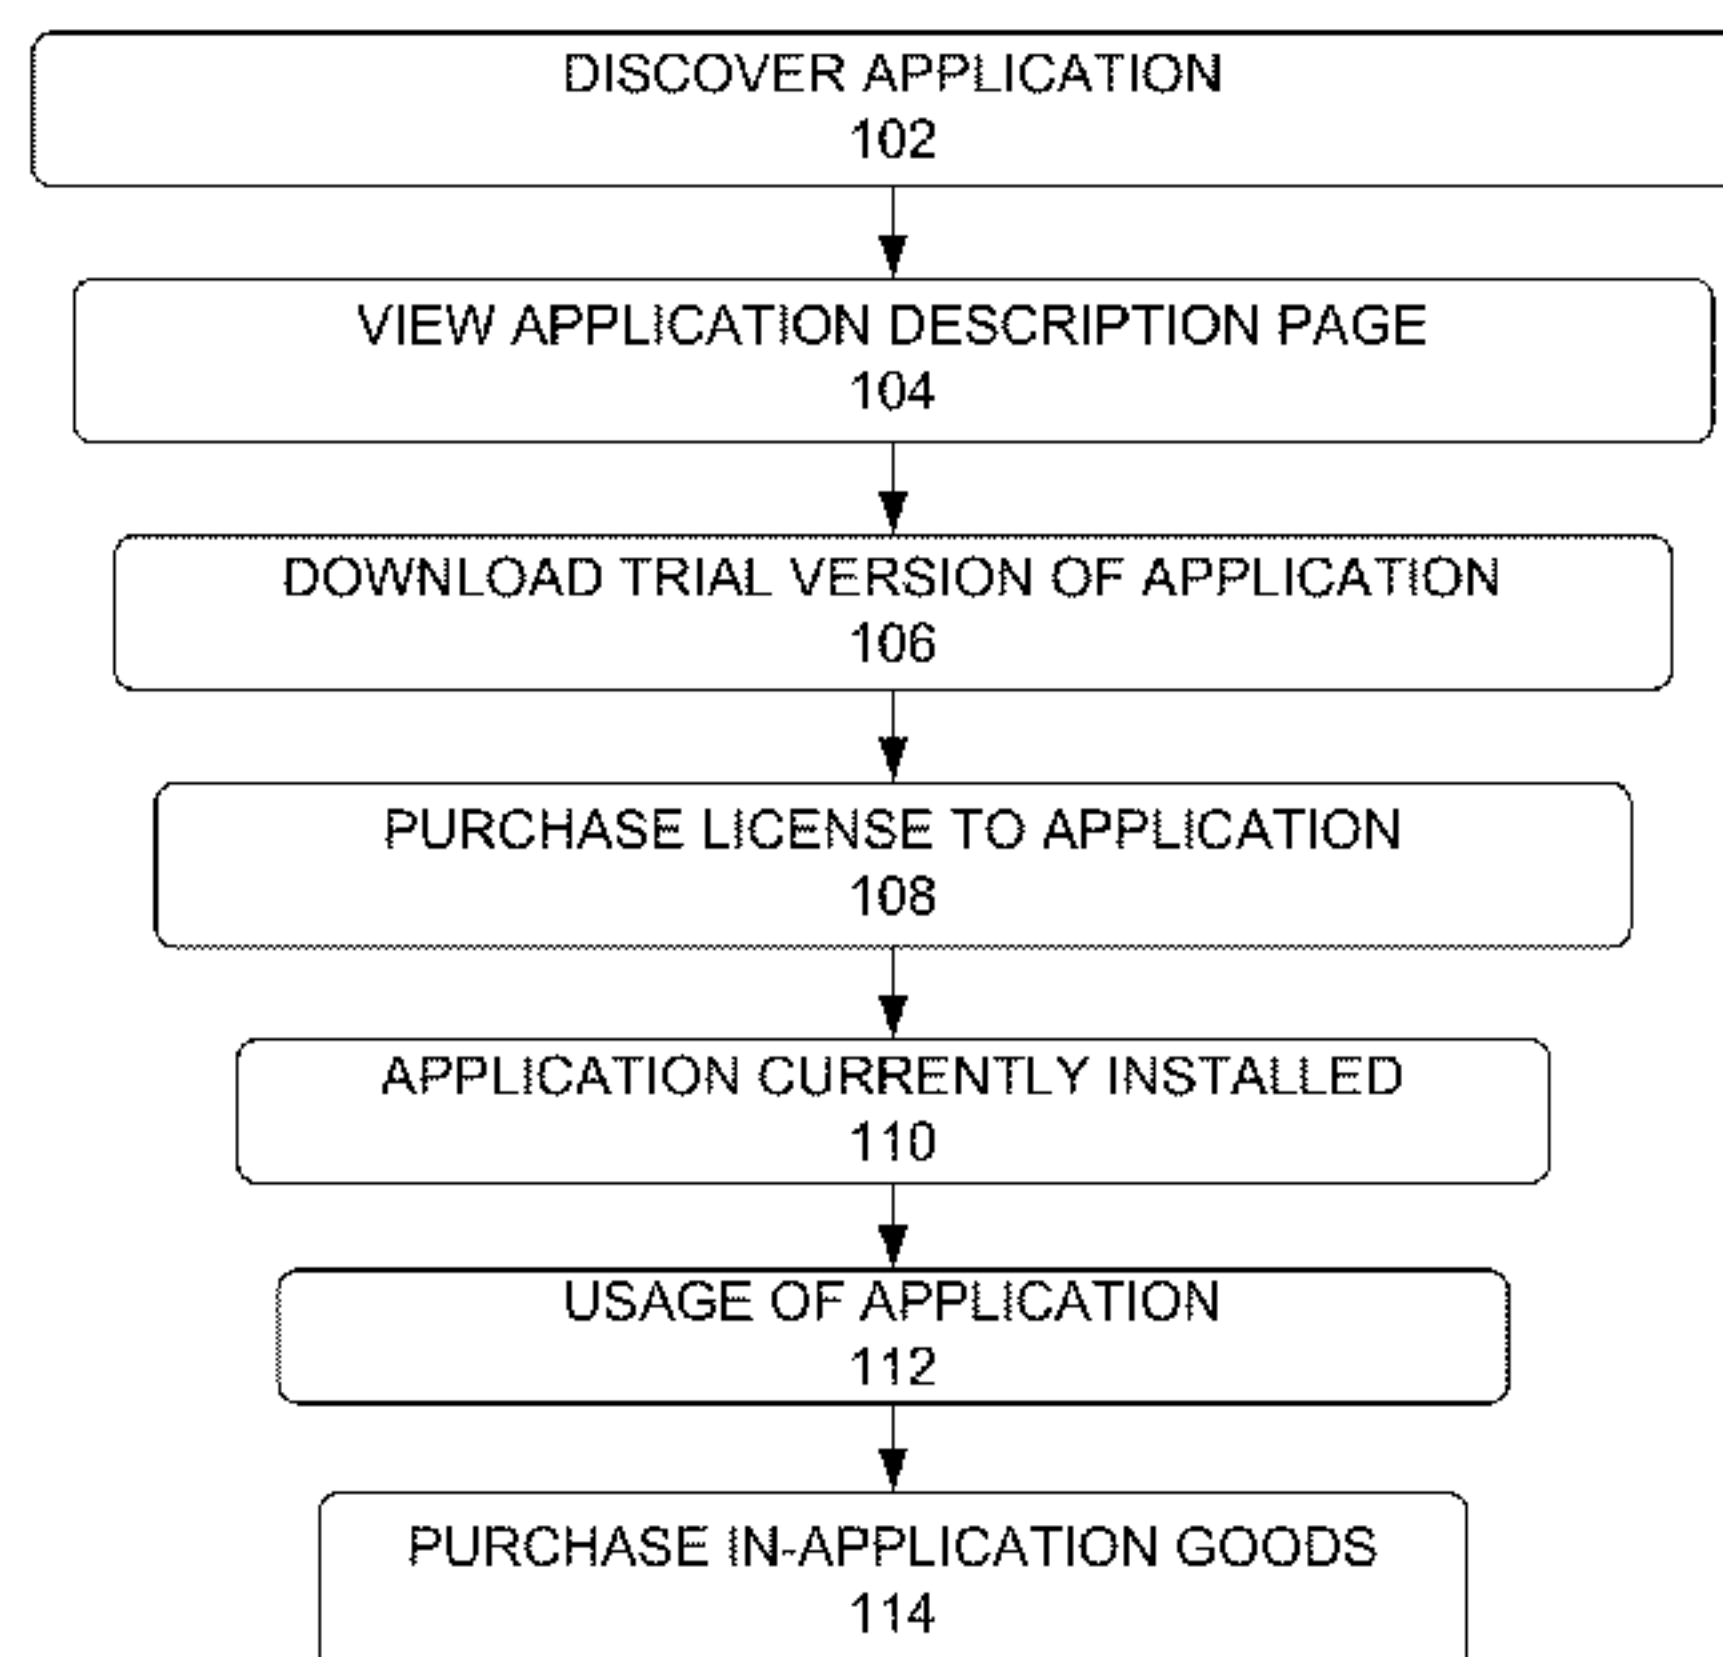 DISCOVER APPLICATION
102
VIEW APPLICATION DESCRIPTION PAGE
104
DOWNLOAD TRIAL VERSION OF APPLICATION
106
PURCHASE LICENSE TO APPLICATION
108
APPLICATION CURRENTLY INSTALLED
110
USAGE OF APPLICATION
112
PURCHASE IN-APPLICATION GOODS
114